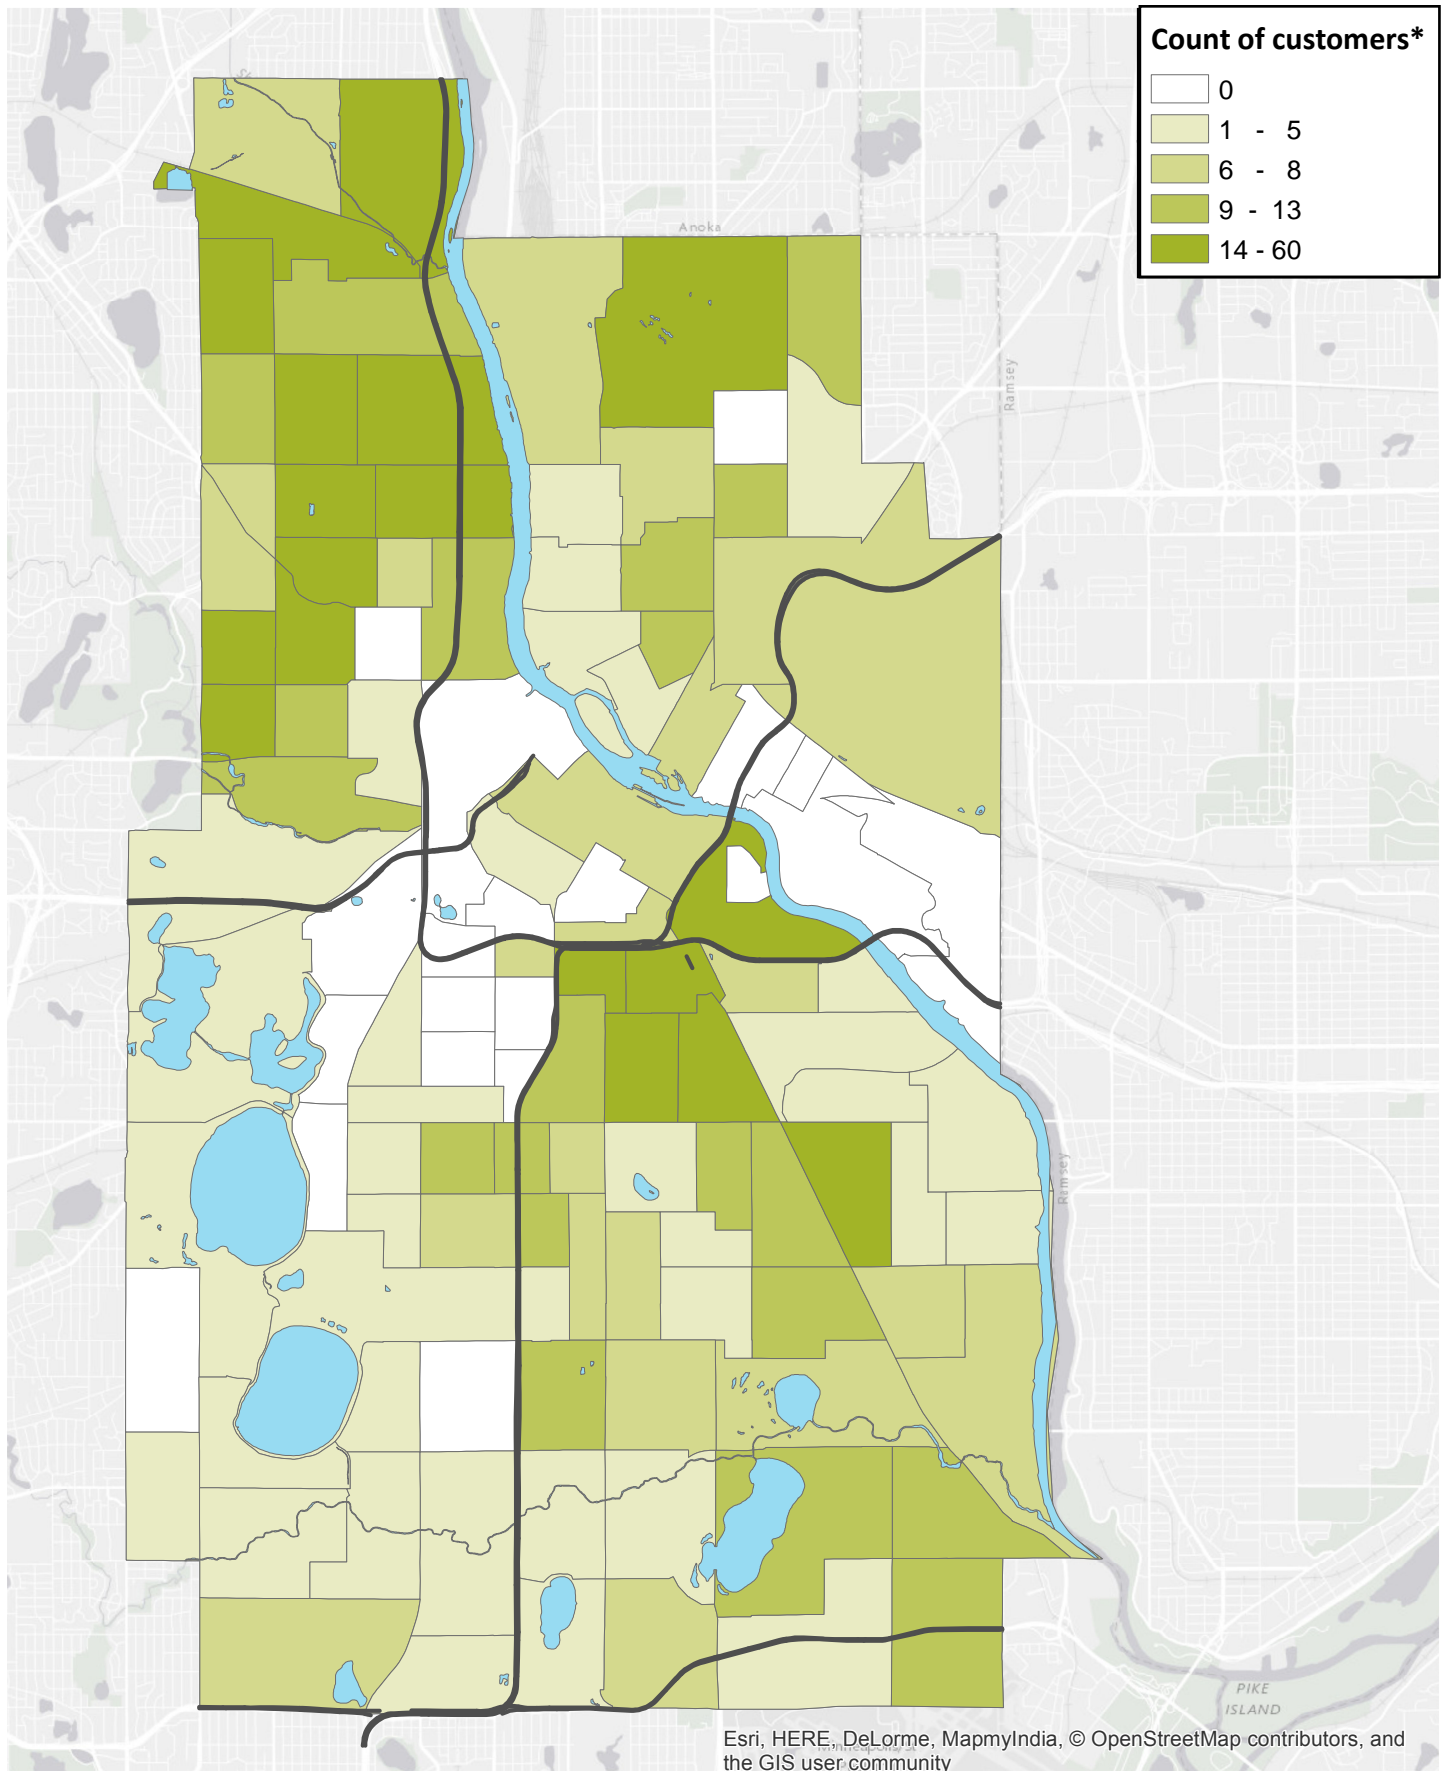 Count of customers*
0
1 - 5
6 - 8
9 - 13
14 - 60
Anoka
Ramsey
Ramsey
PIKE
ISLAND
Esri, HERE, DeLorme, MapmyIndia, © OpenStreetMap contributors, and
the GIS user community